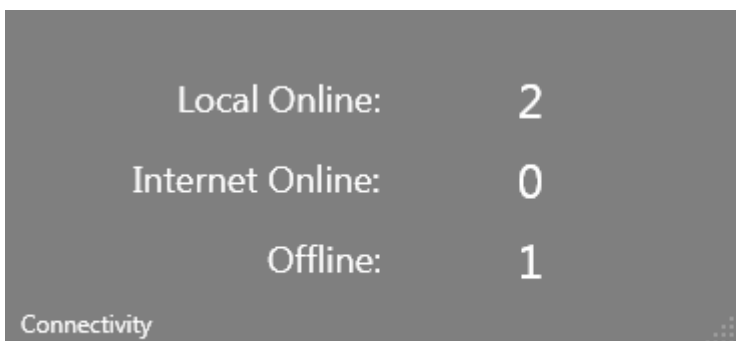 Local Online: 2
Internet Online: 0
Offline: 1
Connectivity